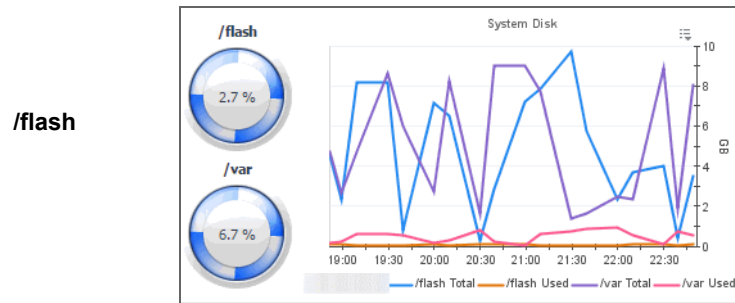 /flash
/flash
2.7 %
/var
6.7 %
System Disk
10
8
6
4
2
0
GB
19:00 19:30 20:00 20:30 21:00 21:30 22:00 22:30
/flash Total /flash Used /var Total /var Used